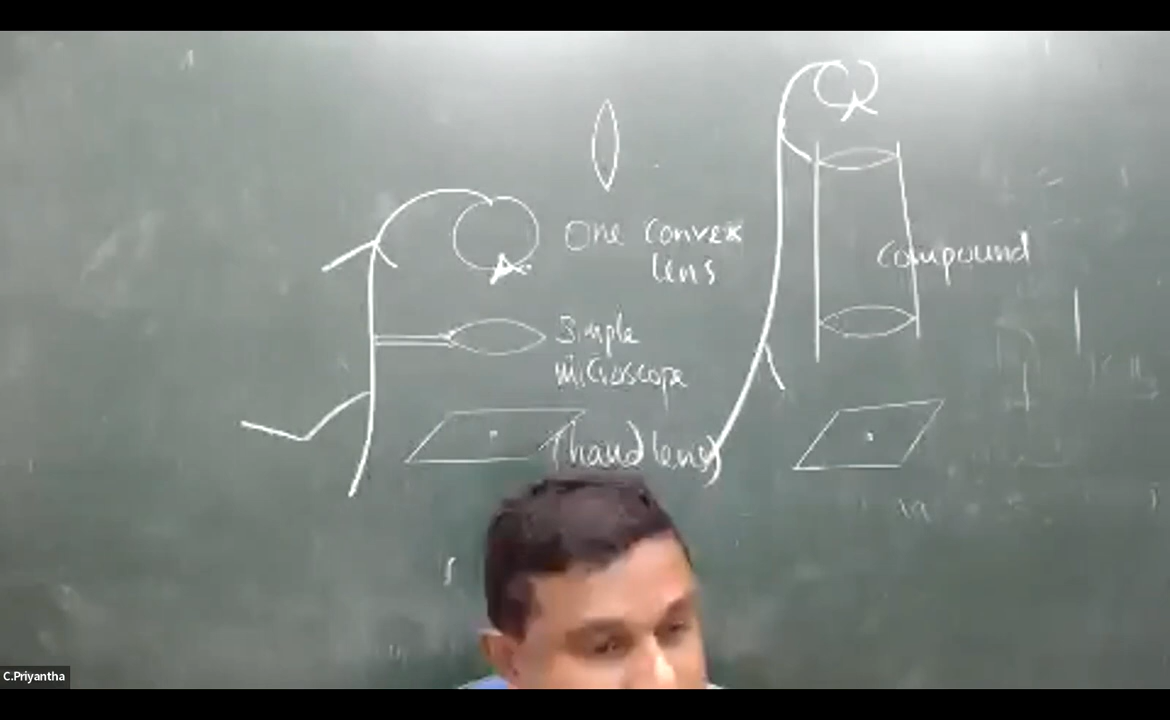 One convex
lens
Simple
microscope
(hand lens)
Compound
C.Priyantha